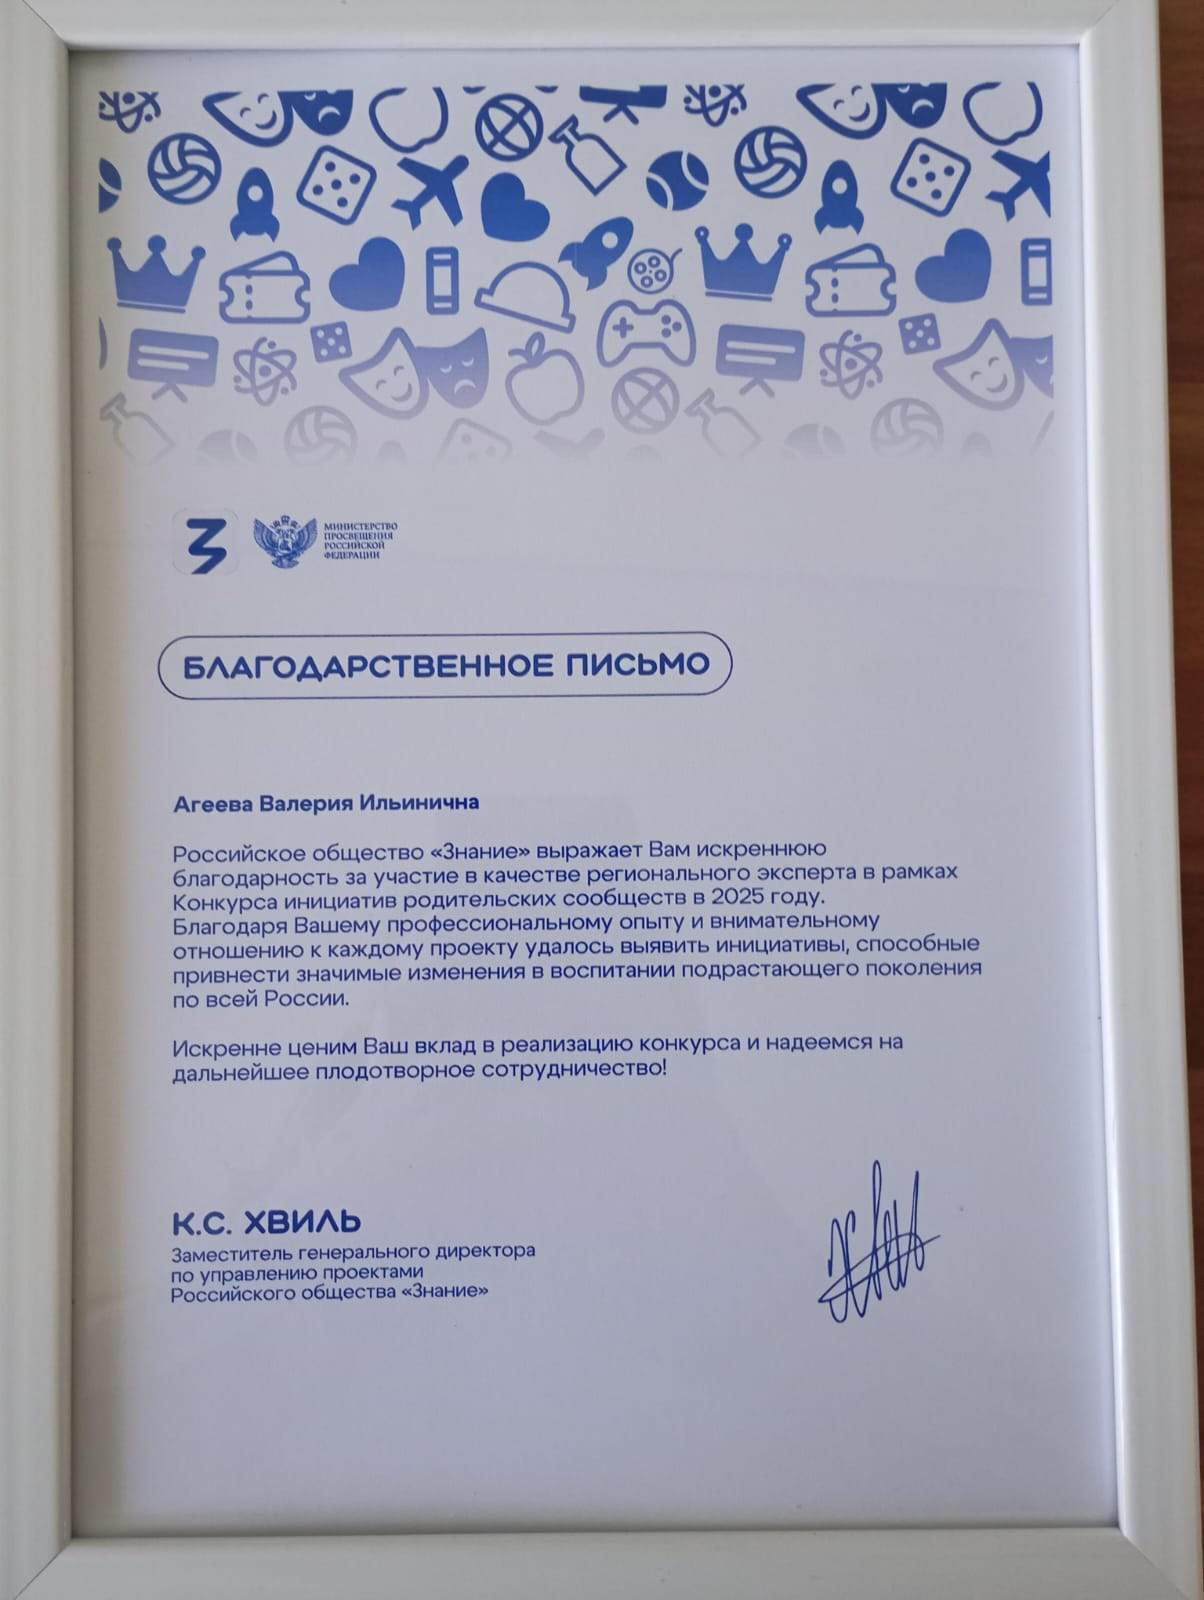 МИНИСТЕРСТВО
ПРОСВЕЩЕНИЯ
РОССИЙСКОЙ
ФЕДЕРАЦИИ
БЛАГОДАРСТВЕННОЕ ПИСЬМО
Агеева Валерия Ильинична
Российское общество «Знание» выражает Вам искреннюю
благодарность за участие в качестве регионального эксперта в рамках
Конкурса инициатив родительских сообществ в 2025 году.
Благодаря Вашему профессиональному опыту и внимательному
отношению к каждому проекту удалось выявить инициативы, способные
привнести значимые изменения в воспитании подрастающего поколения
по всей России.
Искренне ценим Ваш вклад в реализацию конкурса и надеемся на
дальнейшее плодотворное сотрудничество!
К.С. ХВИЛЬ
Заместитель генерального директора
по управлению проектами
Российского общества «Знание»